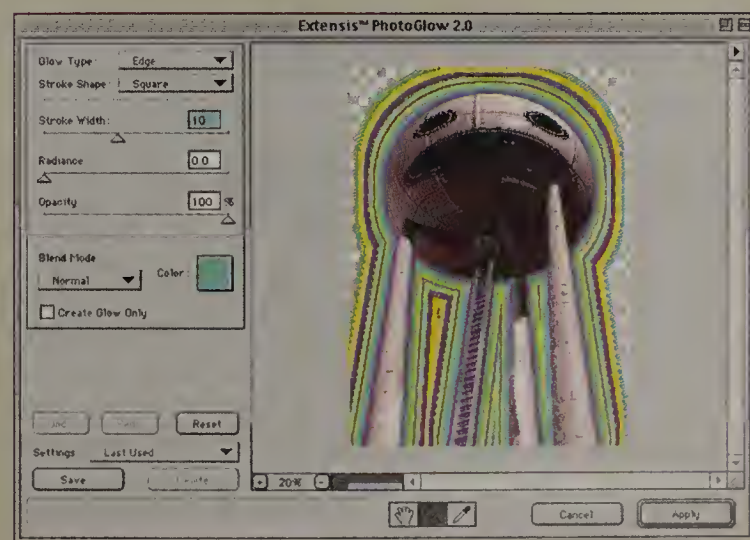 Extensis™ PhotoGlow 2.0
Glow Type: Edge
Stroke Shape: Square
Stroke Width: 10
Radiance 0.0
Opacity 100 %
Blend Mode
Normal
Color:
Create Glow Only
Reset
Settings Last Used
Save
20%
Cancel
Apply